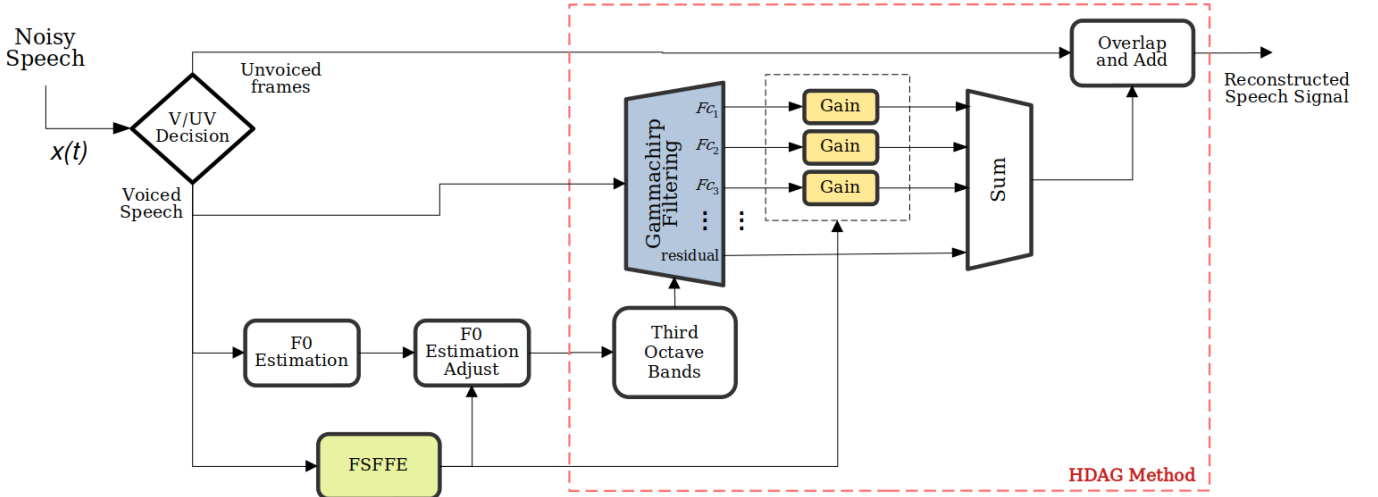 Noisy
Speech
x(t)
V/UV
Decision
Unvoiced
frames
Voiced
Speech
F0
Estimation
F0
Estimation
Adjust
FSFFE
Third
Octave
Bands
Gammachirp
Filtering
Fc1
Fc2
Fc3
residual
Gain
Gain
Gain
Sum
Overlap
and Add
Reconstructed
Speech Signal
HDAG Method